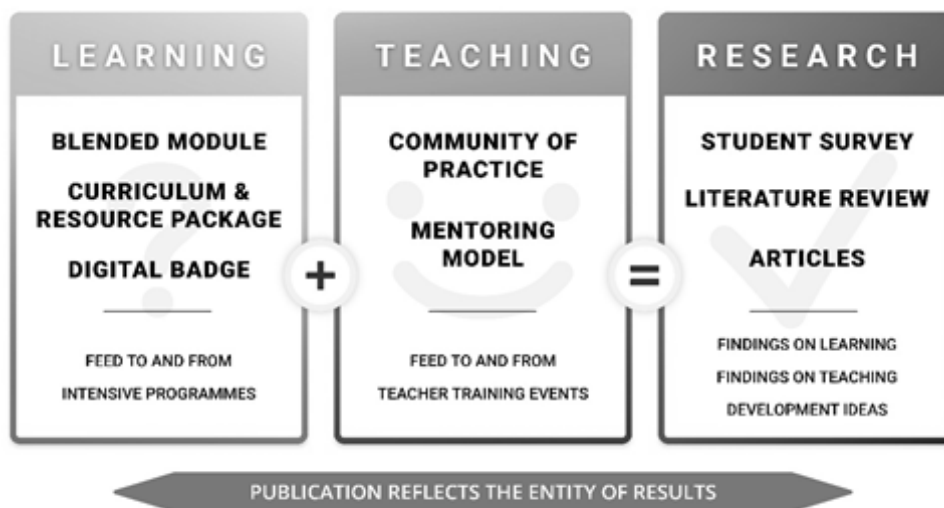 LEARNING
BLENDED MODULE
CURRICULUM &
RESOURCE PACKAGE
DIGITAL BADGE
FEED TO AND FROM
INTENSIVE PROGRAMMES
+
TEACHING
COMMUNITY OF
PRACTICE
MENTORING
MODEL
FEED TO AND FROM
TEACHER TRAINING EVENTS
=
RESEARCH
STUDENT SURVEY
LITERATURE REVIEW
ARTICLES
FINDINGS ON LEARNING
FINDINGS ON TEACHING
DEVELOPMENT IDEAS
PUBLICATION REFLECTS THE ENTITY OF RESULTS